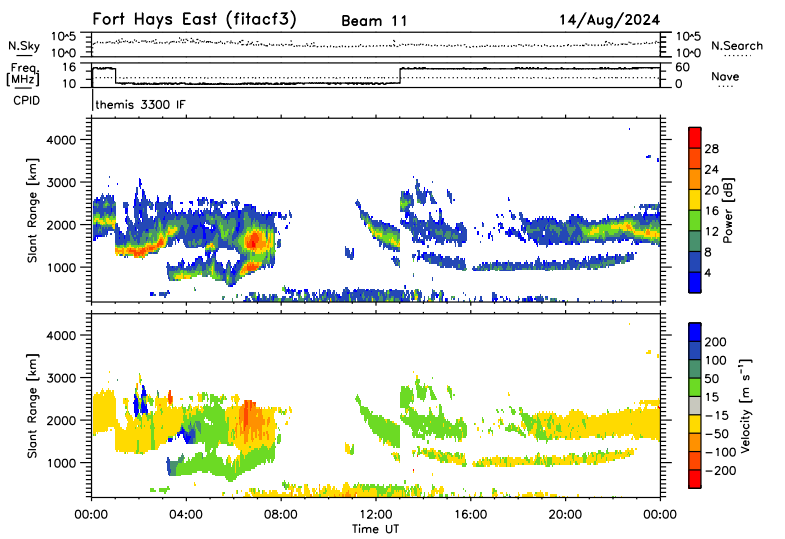 Fort Hays East (fitacf3) Beam 11 14/Aug/2024
N.Sky 10^5 10^0 10^5 10^0 N.Search
Freq. [MHz] 16 10 60 0 Nave
CPID themis 3300 IF
Slant Range [km] 4000 3000 2000 1000
28 24 20 16 12 8 4 Power [dB]
Slant Range [km] 4000 3000 2000 1000
200 100 50 15 −15 −50 −100 −200 Velocity [m s⁻¹]
00:00 04:00 08:00 12:00 16:00 20:00 00:00
Time UT